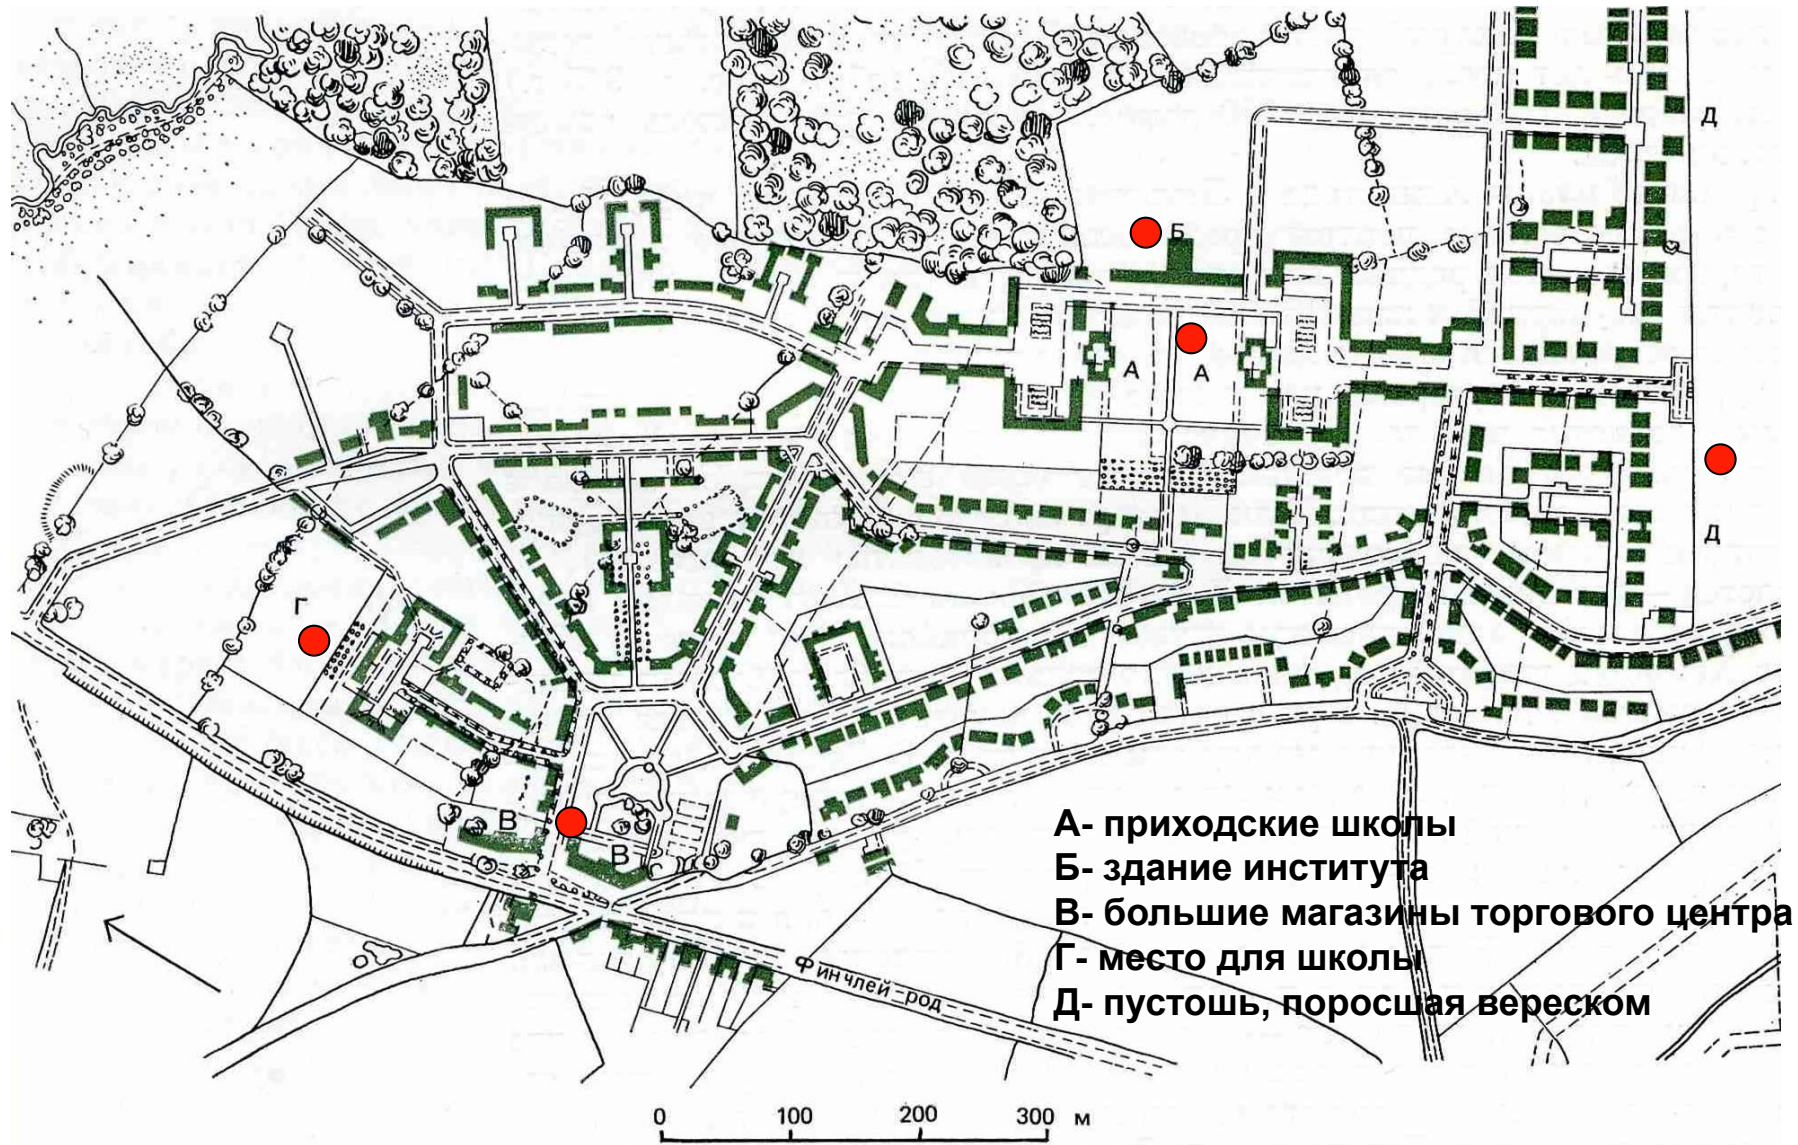 Д
Б
А
А
Д
Г
В
В
А- приходские школы
Б- здание института
В- большие магазины торгового центра
Г- место для школы
Д- пустошь, поросшая вереском
Финчлей-род
0 100 200 300 м